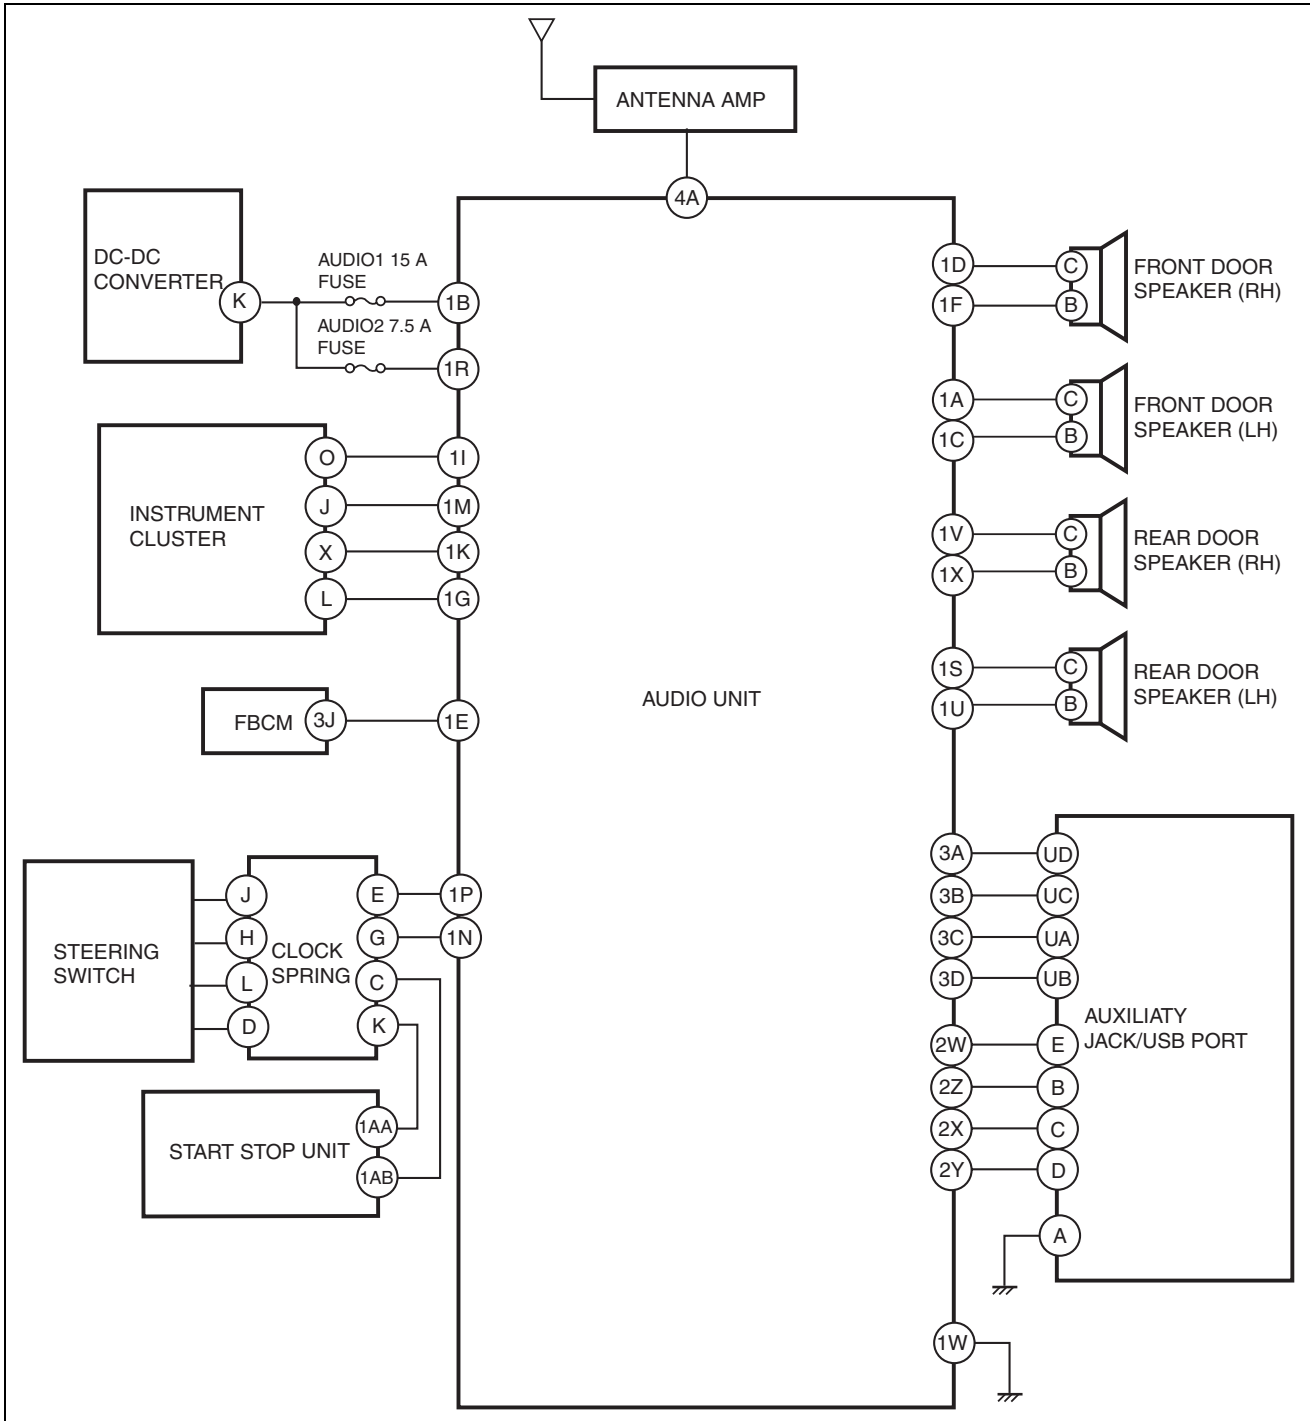 ANTENNA AMP
4A
DC-DC
CONVERTER
K
AUDIO1 15 A
FUSE
1B
AUDIO2 7.5 A
FUSE
1R
1D
C
FRONT DOOR
SPEAKER (RH)
1F
B
1A
C
FRONT DOOR
SPEAKER (LH)
1C
B
INSTRUMENT
CLUSTER
O
1I
J
1M
X
1K
L
1G
1V
C
REAR DOOR
SPEAKER (RH)
1X
B
1S
C
REAR DOOR
SPEAKER (LH)
1U
B
FBCM
3J
1E
AUDIO UNIT
STEERING
SWITCH
J
H
L
D
CLOCK
SPRING
E
1P
G
1N
C
K
START STOP UNIT
1AA
1AB
3A
UD
3B
UC
3C
UA
3D
UB
2W
E
2Z
B
2X
C
2Y
D
A
AUXILIATY
JACK/USB PORT
1W